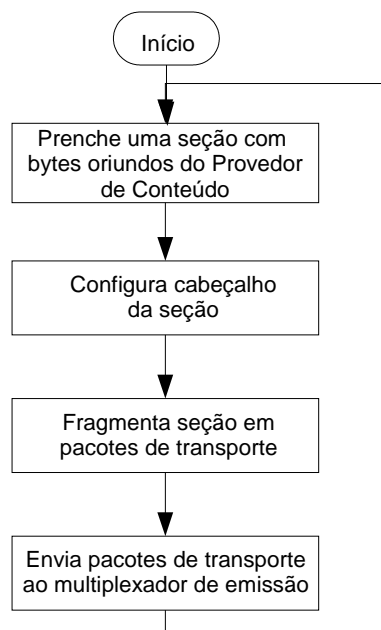 Início
Prenche uma seção com
bytes oriundos do Provedor
de Conteúdo
Configura cabeçalho
da seção
Fragmenta seção em
pacotes de transporte
Envia pacotes de transporte
ao multiplexador de emissão